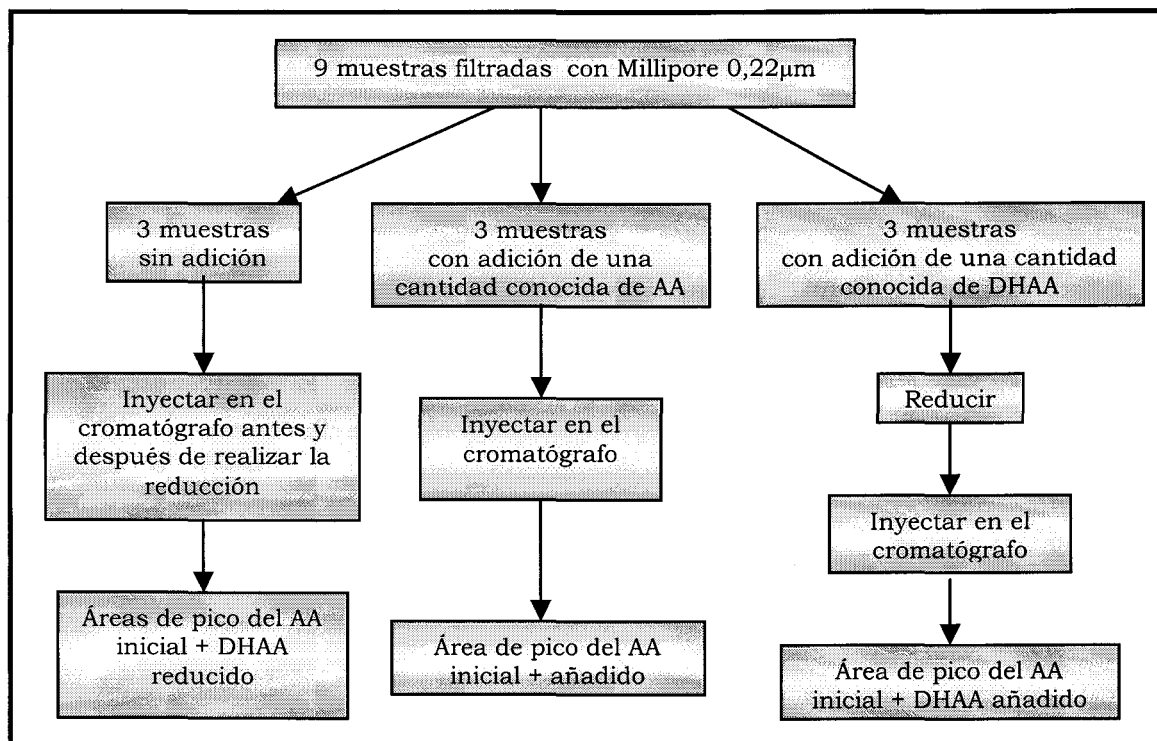 9 muestras filtradas con Millipore 0,22µm
3 muestras
sin adición
3 muestras
con adición de una
cantidad conocida de AA
3 muestras
con adición de una cantidad
conocida de DHAA
Inyectar en el
cromatógrafo antes y
después de realizar la
reducción
Inyectar en el
cromatógrafo
Reducir
Inyectar en el
cromatógrafo
Áreas de pico del AA
inicial + DHAA
reducido
Área de pico del AA
inicial + añadido
Área de pico del AA
inicial + DHAA añadido